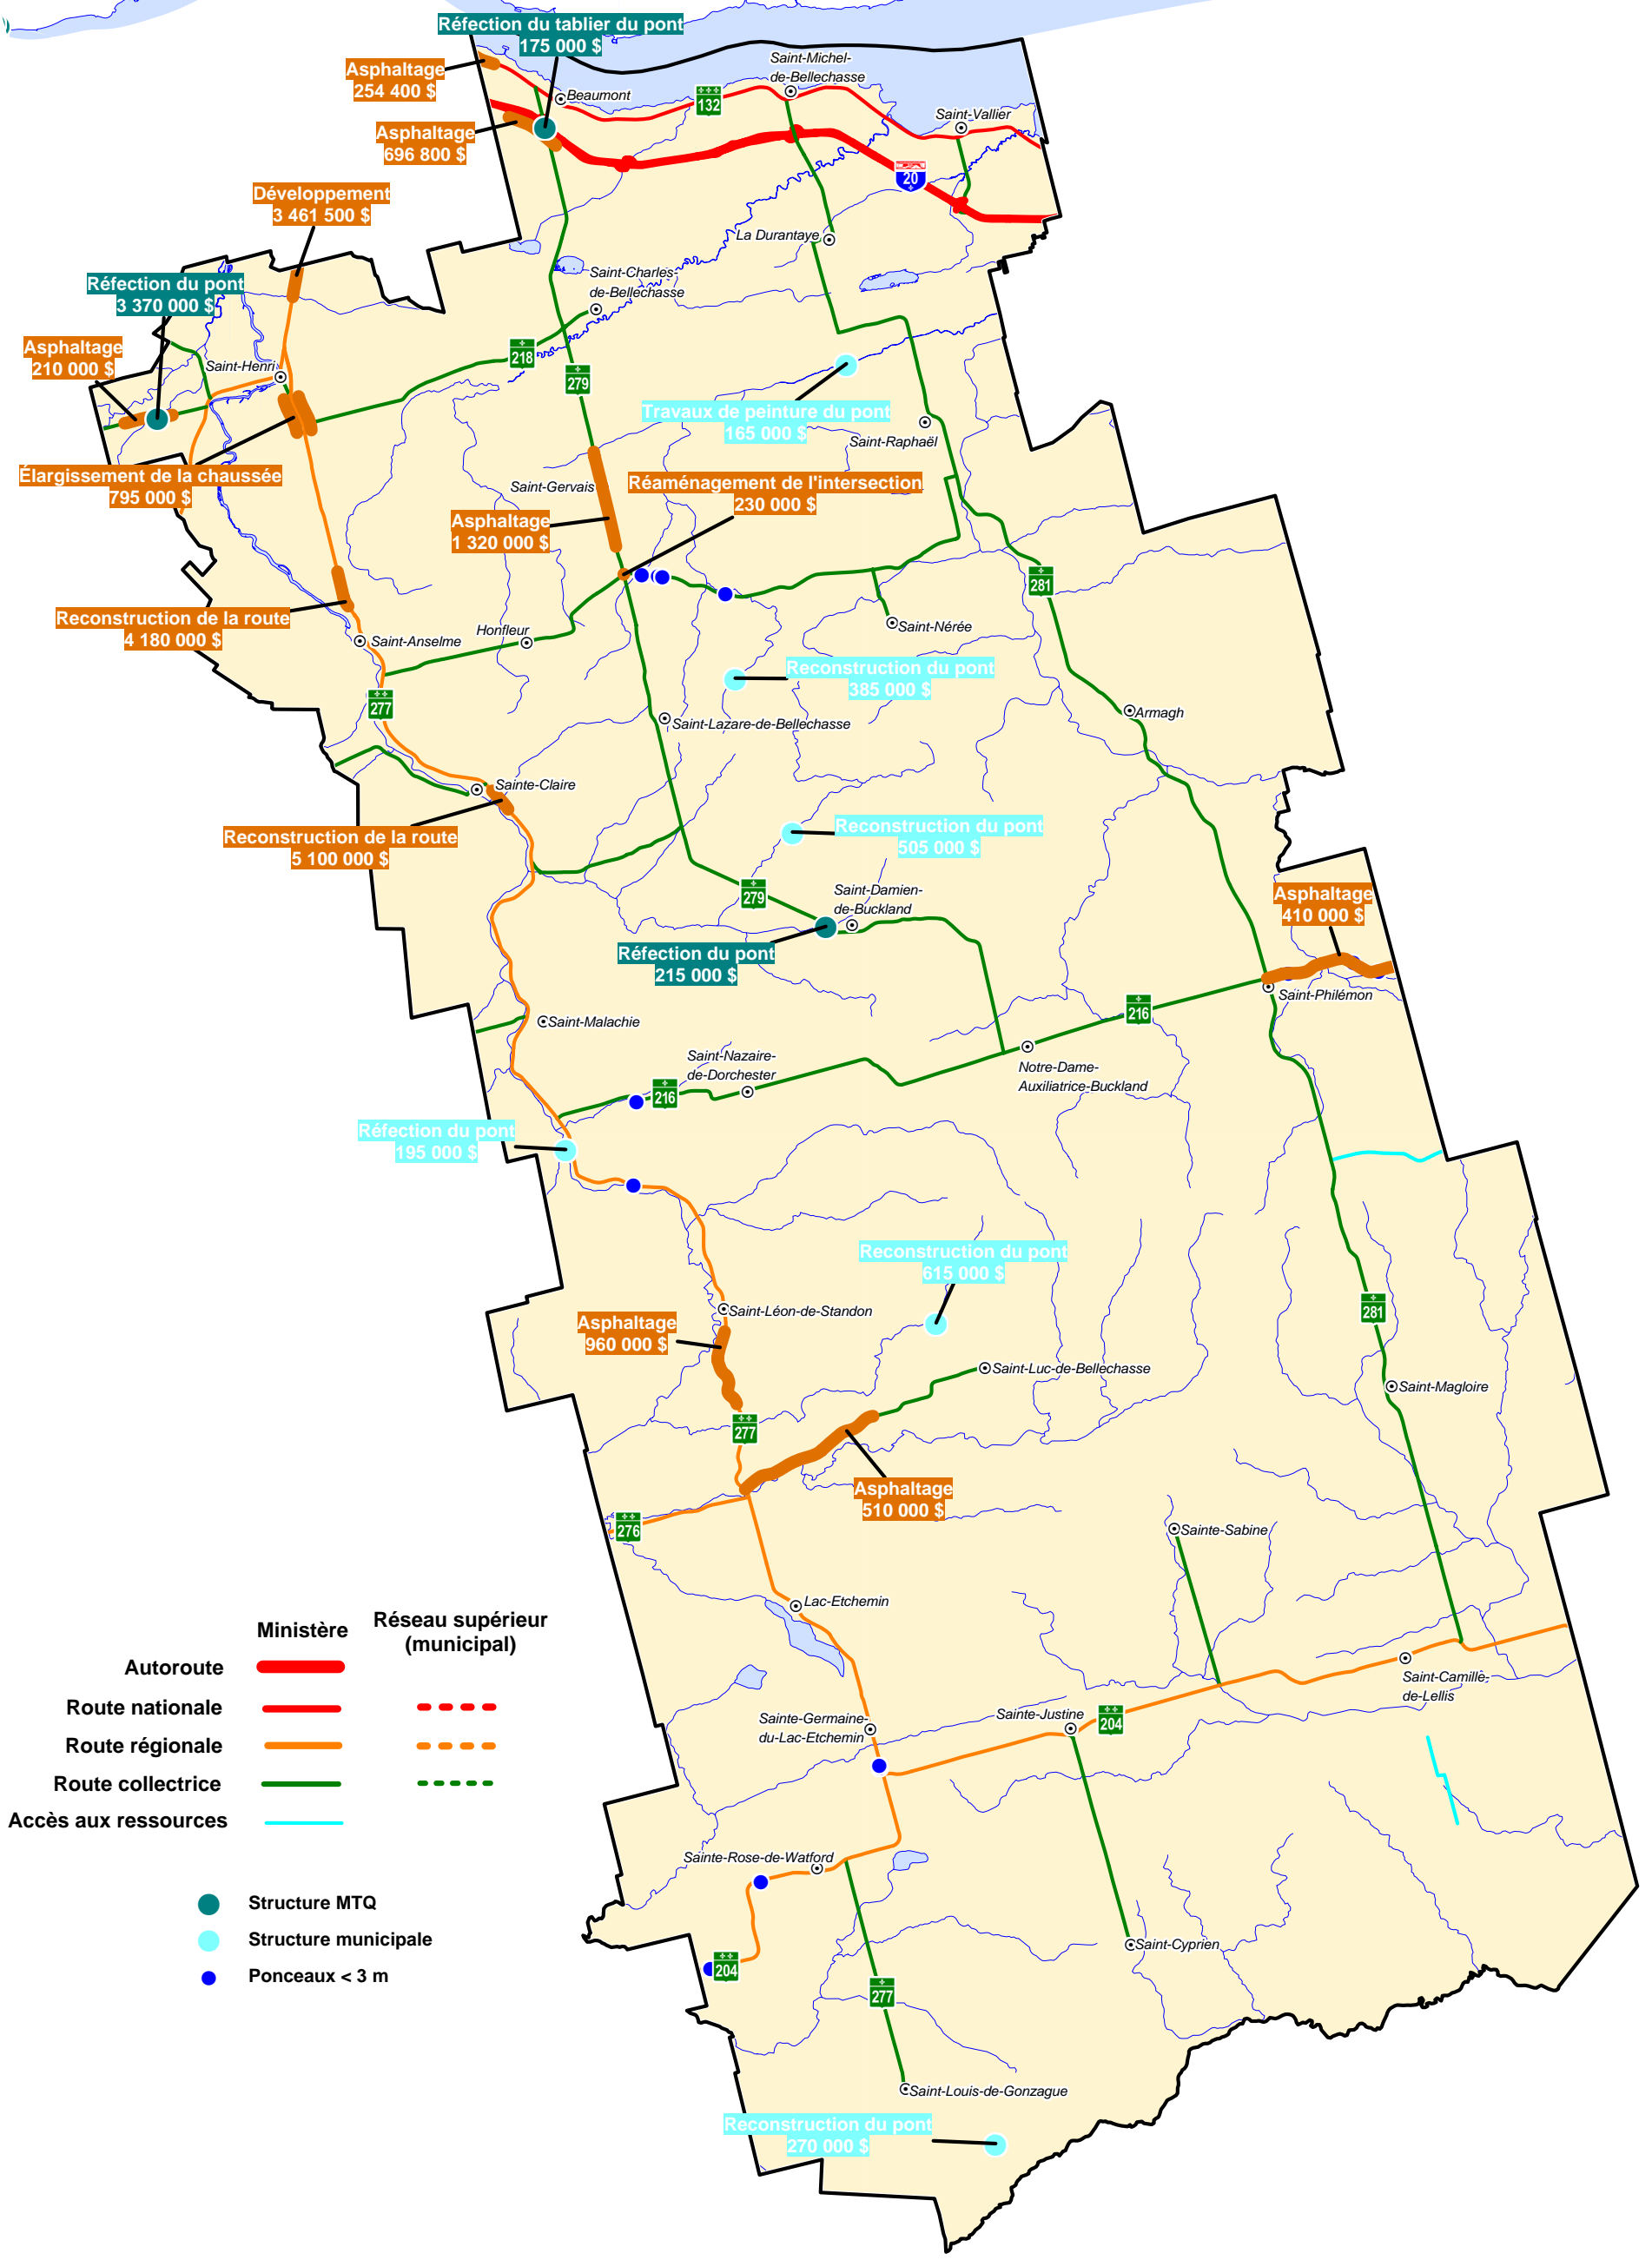 Réfection du tablier du pont
175 000 $
Asphaltage
254 400 $
Saint-Michel-
de-Bellechasse
Beaumont
132
Saint-Vallier
Asphaltage
696 800 $
20
Développement
3 461 500 $
La Durantaye
Réfection du pont
3 370 000 $
Saint-Charles-
de-Bellechasse
Asphaltage
210 000 $
Saint-Henri
218
279
Travaux de peinture du pont
165 000 $
Saint-Raphaël
Élargissement de la chaussée
795 000 $
Saint-Gervais
Réaménagement de l'intersection
230 000 $
Asphaltage
1 320 000 $
281
Reconstruction de la route
4 180 000 $
Saint-Anselme
Honfleur
Saint-Nérée
Reconstruction du pont
385 000 $
277
Saint-Lazare-de-Bellechasse
Armagh
Sainte-Claire
Reconstruction de la route
5 100 000 $
Reconstruction du pont
505 000 $
279
Saint-Damien-
de-Buckland
Asphaltage
410 000 $
Réfection du pont
215 000 $
Saint-Philémon
216
Saint-Malachie
Saint-Nazaire-
de-Dorchester
Notre-Dame-
Auxiliatrice-Buckland
216
Réfection du pont
195 000 $
Reconstruction du pont
615 000 $
Saint-Léon-de-Standon
281
Asphaltage
960 000 $
Saint-Luc-de-Bellechasse
Saint-Magloire
277
Asphaltage
510 000 $
276
Sainte-Sabine
Lac-Etchemin
Ministère
Réseau supérieur
(municipal)
Autoroute
Route nationale
Route régionale
Route collectrice
Accès aux ressources
Saint-Camille-
de-Lellis
Sainte-Germaine-
du-Lac-Etchemin
Sainte-Justine
204
Sainte-Rose-de-Watford
Structure MTQ
Structure municipale
Ponceaux < 3 m
Saint-Cyprien
204
277
Saint-Louis-de-Gonzague
Reconstruction du pont
270 000 $